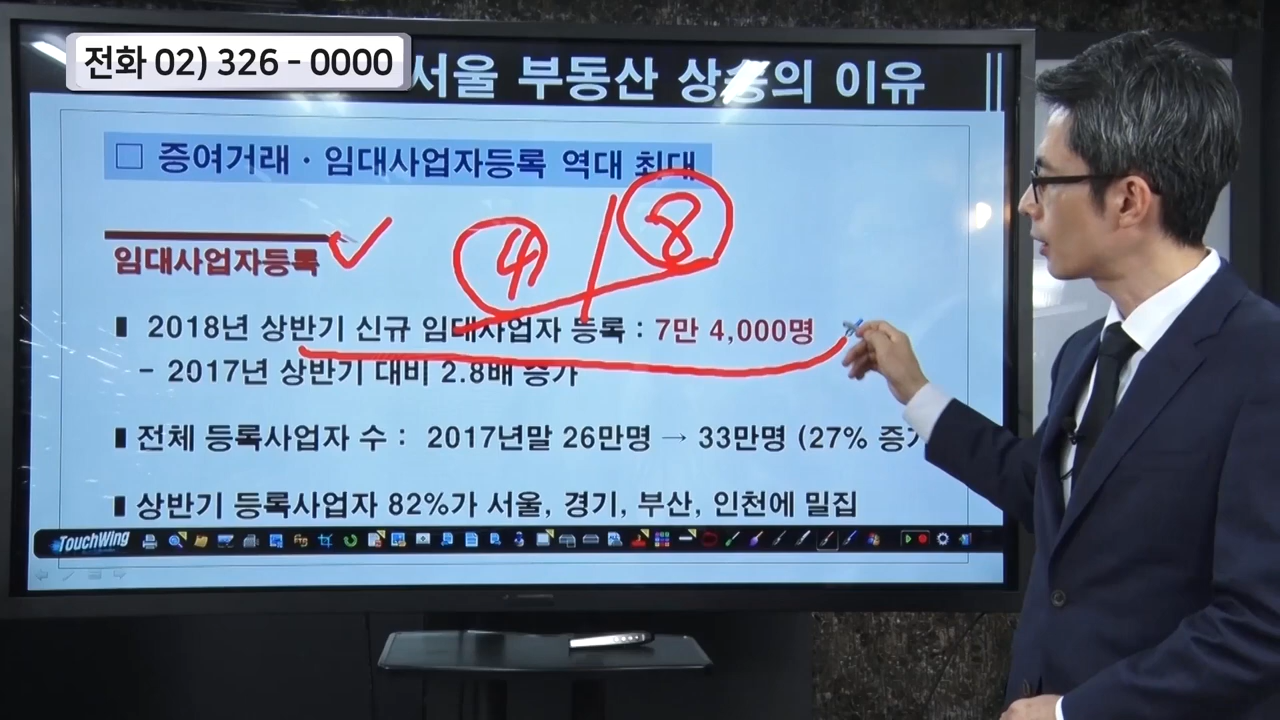 전화 02) 326 - 0000
서울 부동산 상승의 이유
□ 증여거래 · 임대사업자등록 역대 최대
임대사업자등록
4 8
▮ 2018년 상반기 신규 임대사업자 등록 : 7만 4,000명
- 2017년 상반기 대비 2.8배 증가
▮ 전체 등록사업자 수 : 2017년말 26만명 → 33만명 (27% 증가
▮ 상반기 등록사업자 82%가 서울, 경기, 부산, 인천에 밀집
TouchWing